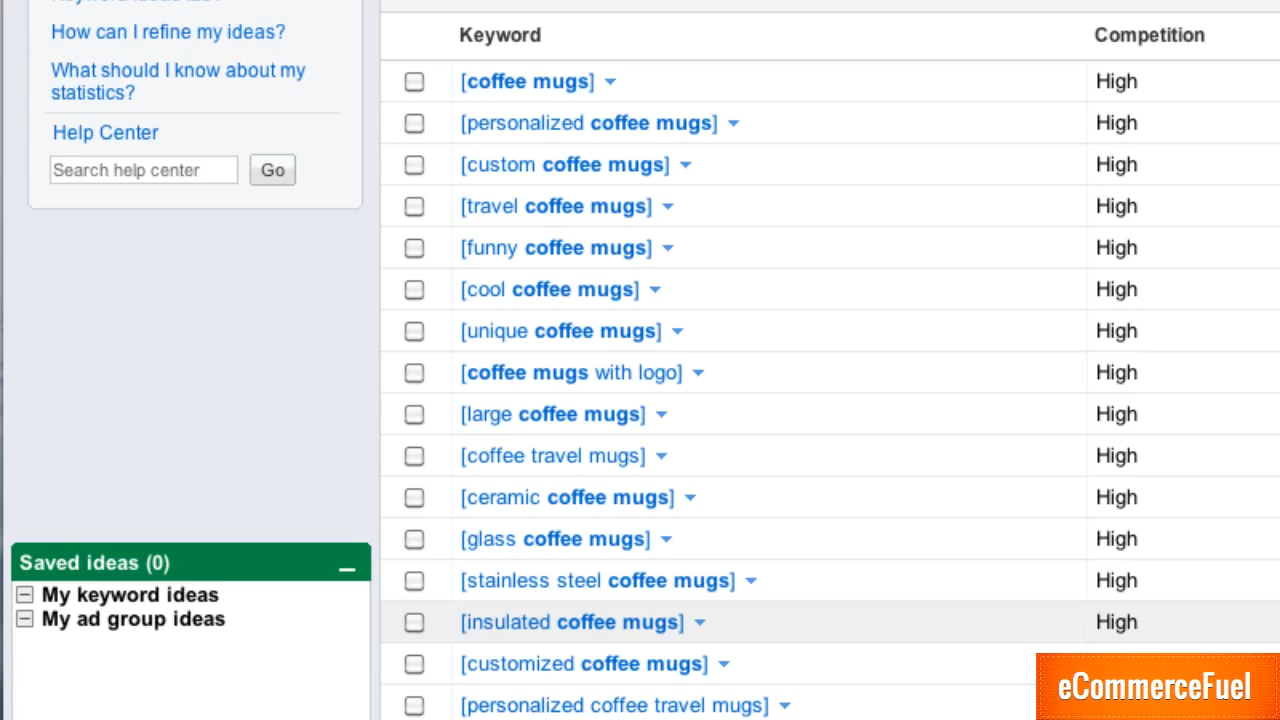 How can I refine my ideas?
What should I know about my
statistics?
Help Center
Search help center Go
Saved ideas (0)
My keyword ideas
My ad group ideas
Keyword Competition
[coffee mugs] High
[personalized coffee mugs] High
[custom coffee mugs] High
[travel coffee mugs] High
[funny coffee mugs] High
[cool coffee mugs] High
[unique coffee mugs] High
[coffee mugs with logo] High
[large coffee mugs] High
[coffee travel mugs] High
[ceramic coffee mugs] High
[glass coffee mugs] High
[stainless steel coffee mugs] High
[insulated coffee mugs] High
[customized coffee mugs]
[personalized coffee travel mugs]
eCommerceFuel